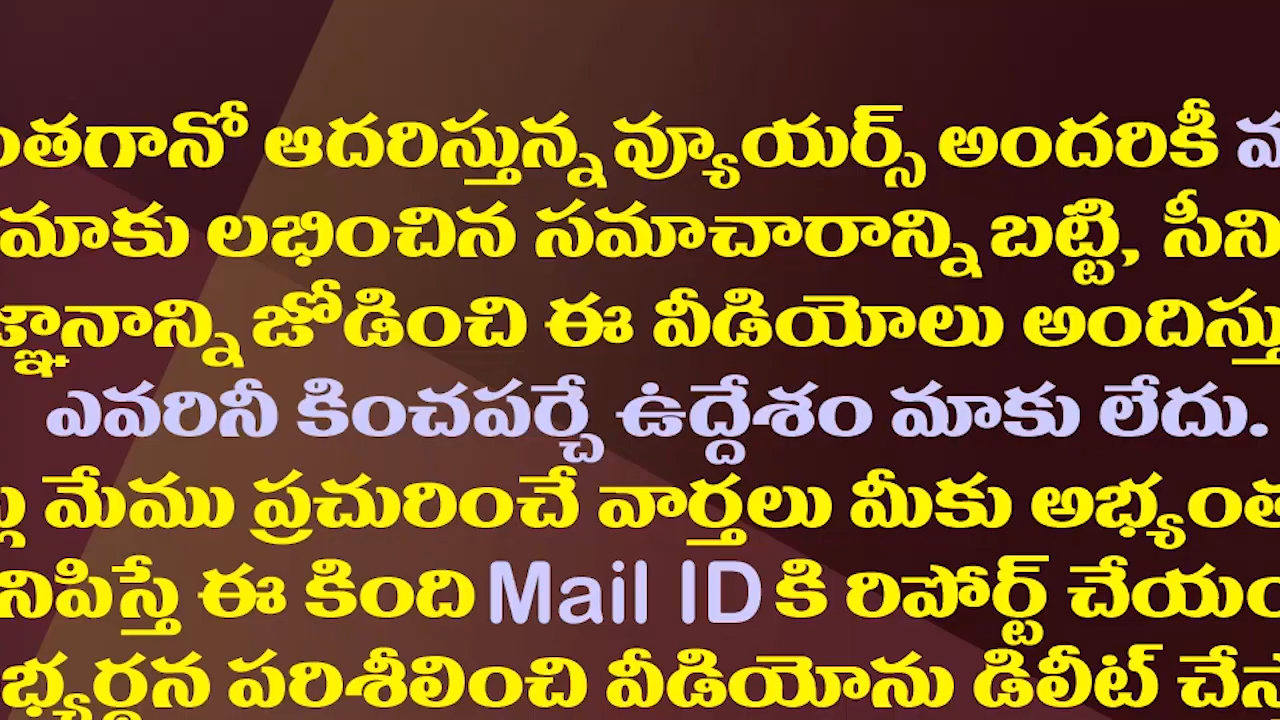 ంతగానో ఆదరిస్తున్న వ్యూయర్స్ అందరికీ
మాకు లభించిన సమాచారాన్ని బట్టి, సీని
జ్ఞానాన్ని జోడించి ఈ వీడియోలు అందిస్తు
ఎవరినీ కించపర్చే ఉద్దేశం మాకు లేదు.
మేము ప్రచురించే వార్తలు మీకు అభ్యంత
నిపిస్తే ఈ కింది Mail ID కి రిపోర్ట్ చేయం
భ్యర్థన పరిశీలించి వీడియోను డిలీట్ చేస